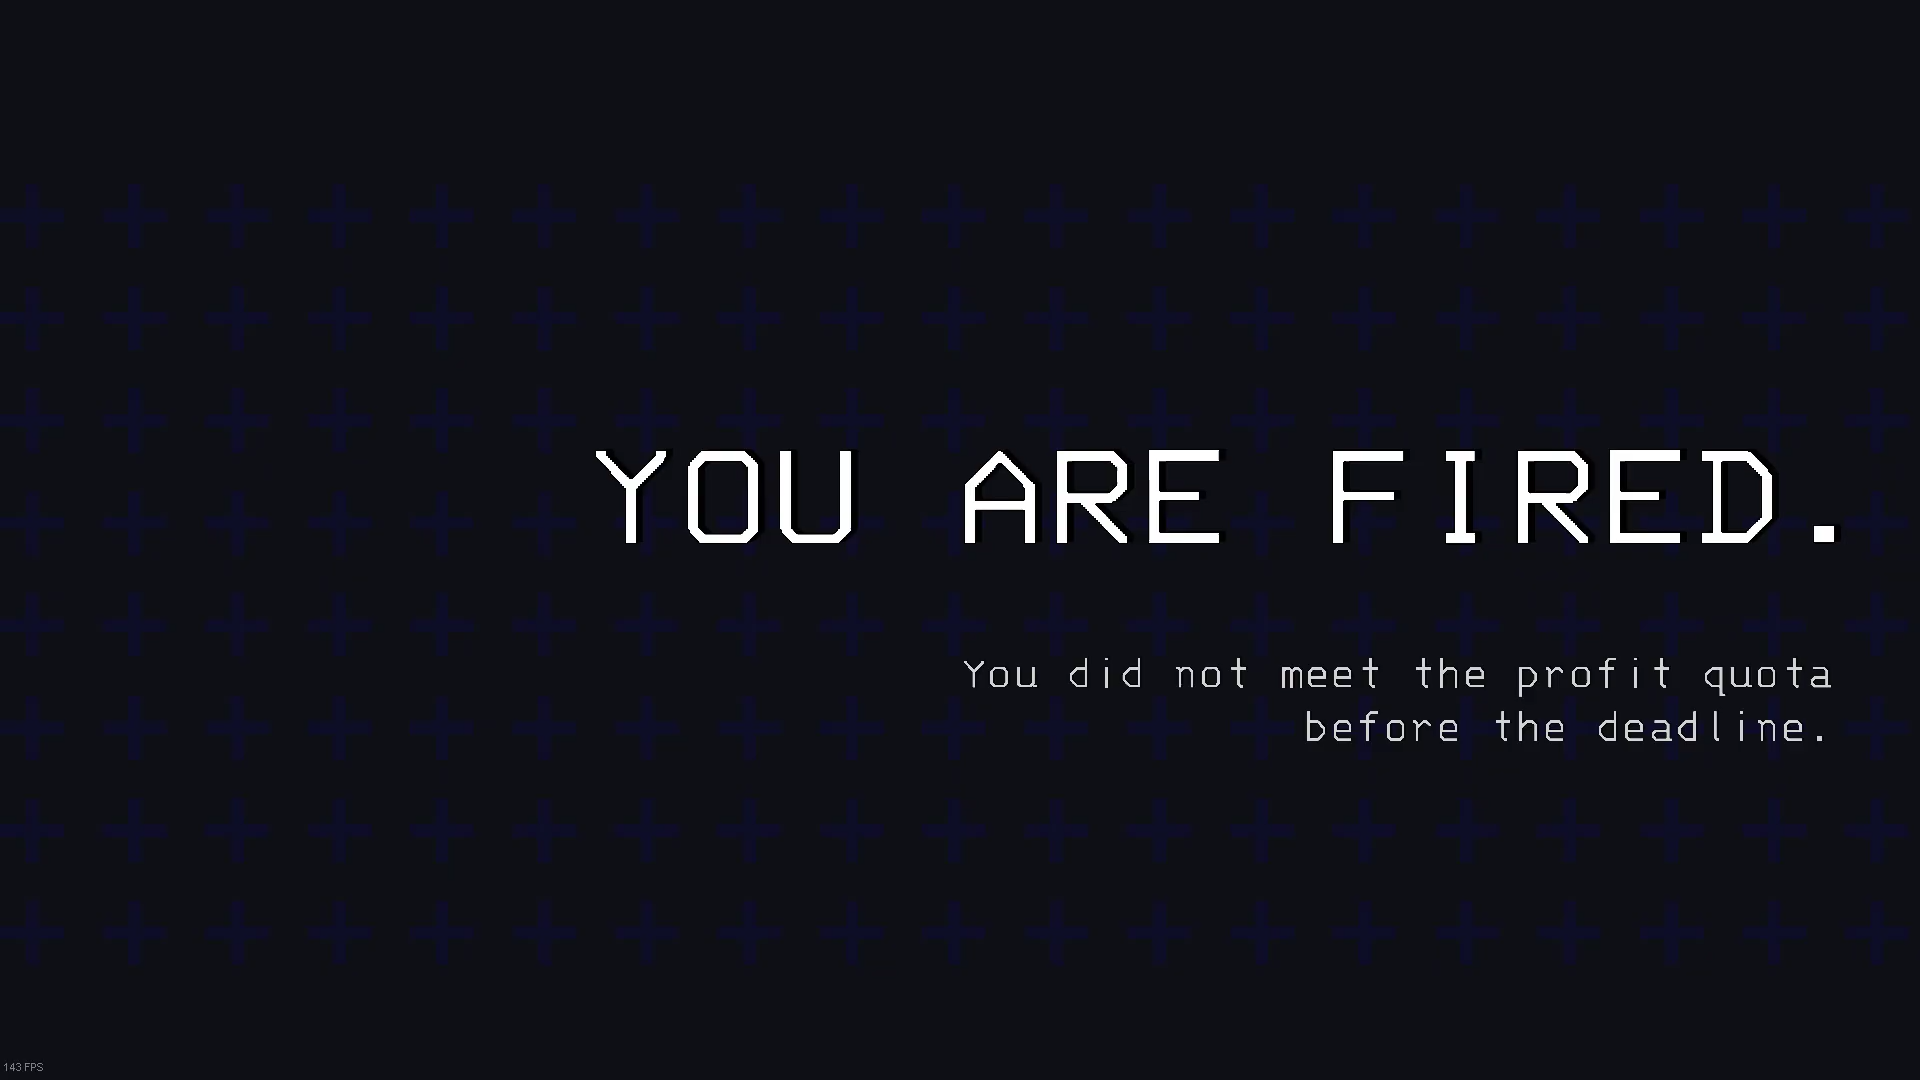 YOU ARE FIRED.
You did not meet the profit quota
before the deadline.
143 FPS